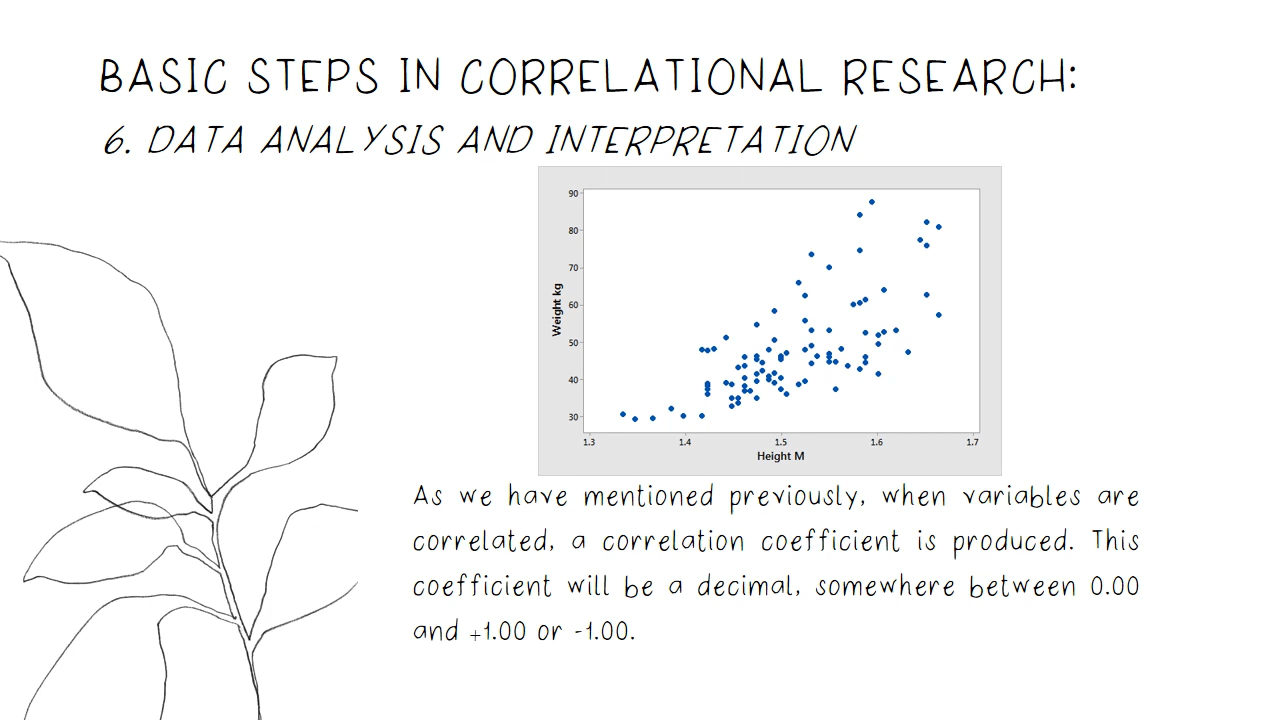 BASIC STEPS IN CORRELATIONAL RESEARCH:
6. DATA ANALYSIS AND INTERPRETATION
90
80
70
60
50
40
30
Weight kg
1.3 1.4 1.5 1.6 1.7
Height M
As we have mentioned previously, when variables are
correlated, a correlation coefficient is produced. This
coefficient will be a decimal, somewhere between 0.00
and +1.00 or -1.00.